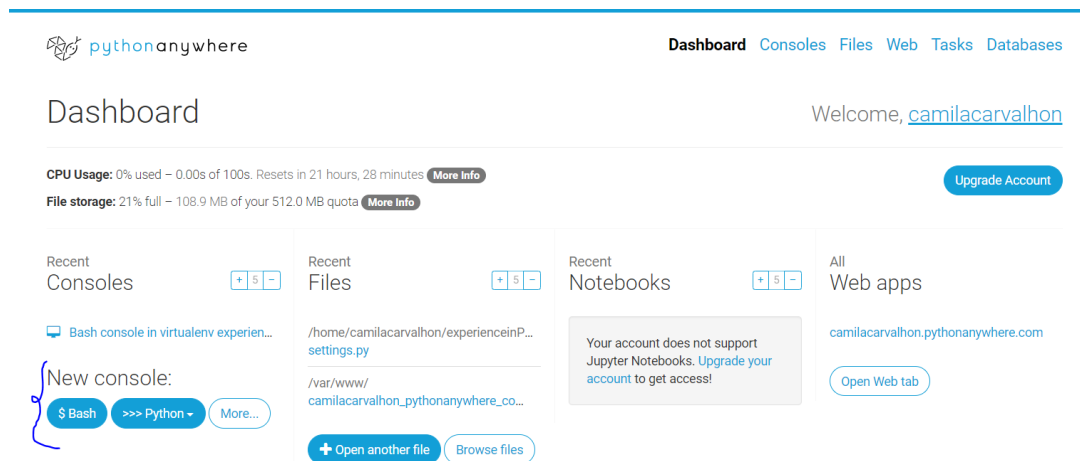 pythonanywhere
Dashboard Consoles Files Web Tasks Databases
Dashboard
Welcome, camilacarvalhon
CPU Usage: 0% used – 0.00s of 100s. Resets in 21 hours, 28 minutes More Info
File storage: 21% full – 108.9 MB of your 512.0 MB quota More Info
Upgrade Account
Recent
Consoles
+ 5 −
Bash console in virtualenv experien...
New console:
$ Bash
>>> Python
More...
Recent
Files
+ 5 −
/home/camilacarvalhon/experienceinP...
settings.py
/var/www/
camilacarvalhon_pythonanywhere_co...
+ Open another file
Browse files
Recent
Notebooks
+ 5 −
Your account does not support
Jupyter Notebooks. Upgrade your
account to get access!
All
Web apps
camilacarvalhon.pythonanywhere.com
Open Web tab